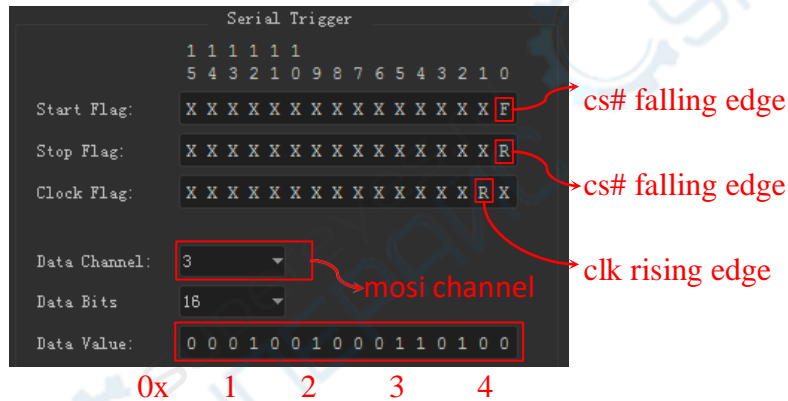 Serial Trigger
1 1 1 1 1 1
5 4 3 2 1 0 9 8 7 6 5 4 3 2 1 0
Start Flag: X X X X X X X X X X X X X X X F cs# falling edge
Stop Flag: X X X X X X X X X X X X X X X R cs# falling edge
Clock Flag: X X X X X X X X X X X X X X R X
clk rising edge
Data Channel: 3
mosi channel
Data Bits 16
Data Value: 0 0 0 1 0 0 1 0 0 0 1 1 0 1 0 0
0x 1 2 3 4